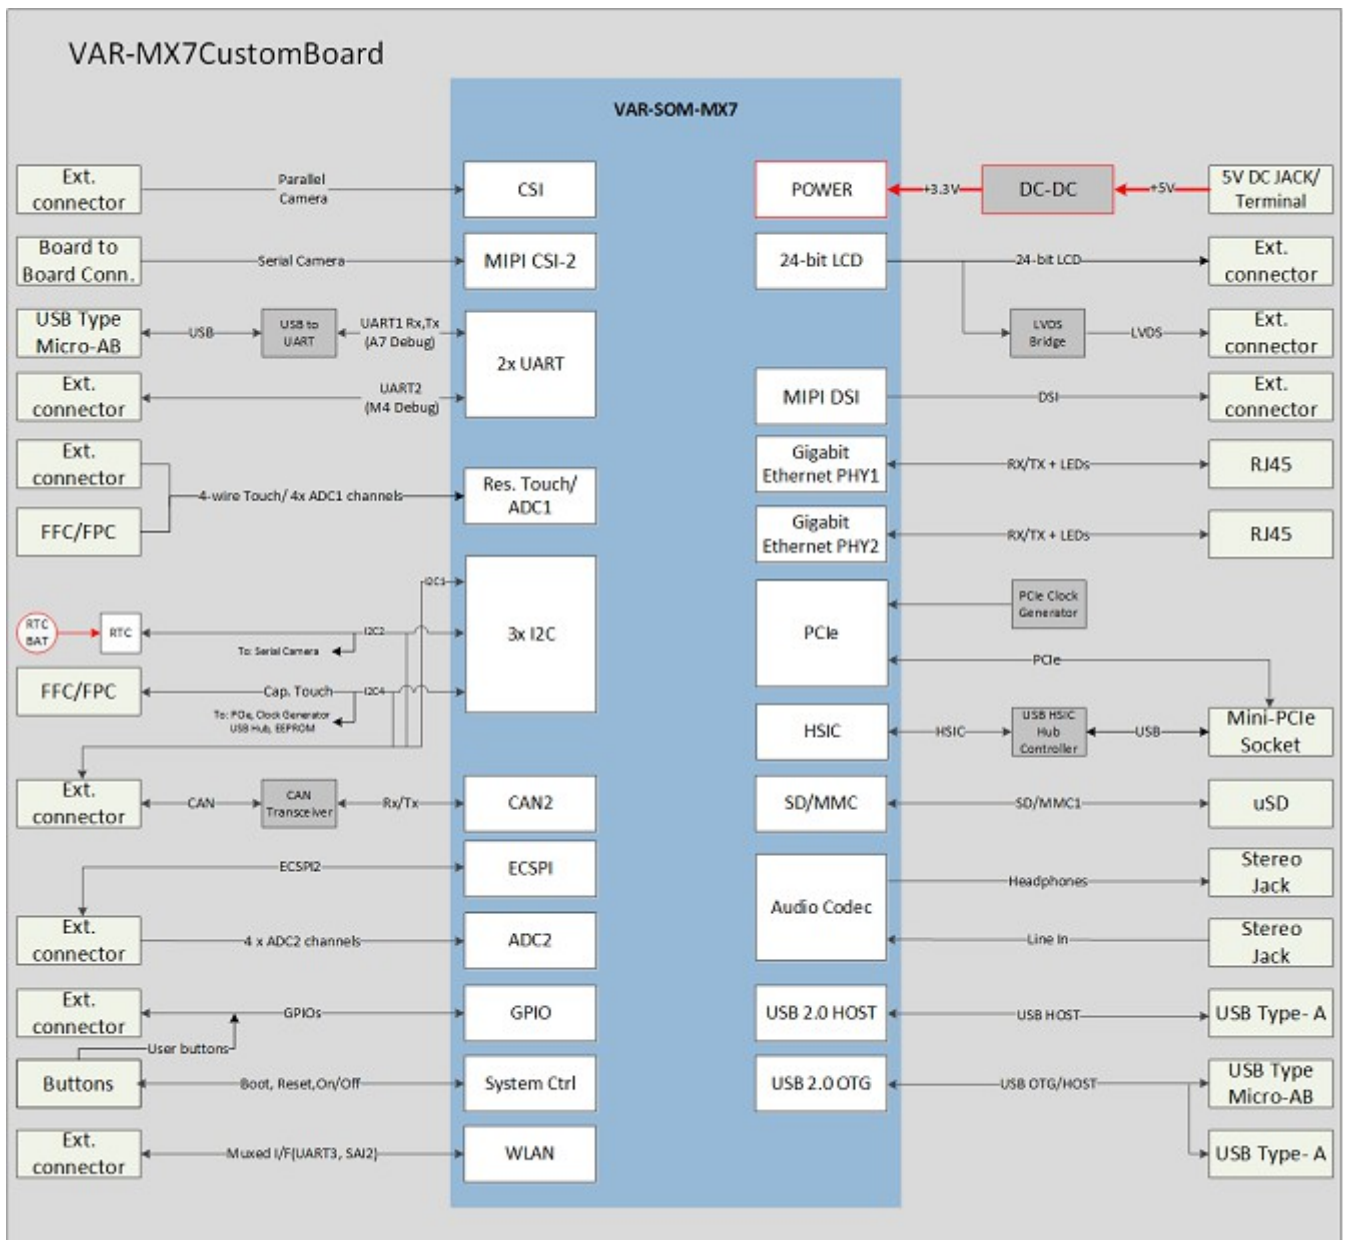 VAR-MX7CustomBoard
VAR-SOM-MX7
Ext.
connector
Parallel
Camera
CSI
POWER
+3.3V
DC-DC
+5V
5V DC JACK/
Terminal
Board to
Board Conn.
Serial Camera
MIPI CSI-2
24-bit LCD
24-bit LCD
Ext.
connector
USB Type
Micro-AB
USB
USB to
UART
UART1 Rx,Tx
(A7 Debug)
2x UART
LVDS
Bridge
LVDS
Ext.
connector
Ext.
connector
UART2
(M4 Debug)
MIPI DSI
DSI
Ext.
connector
Ext.
connector
Gigabit
Ethernet PHY1
RX/TX + LEDs
RJ45
4-wire Touch/ 4x ADC1 channels
Res. Touch/
ADC1
FFC/FPC
Gigabit
Ethernet PHY2
RX/TX + LEDs
RJ45
I2C1
3x I2C
PCIe
PCIe Clock
Generator
RTC
BAT
RTC
I2C2
To: Serial Camera
PCIe
FFC/FPC
Cap. Touch
I2C4
To: PCIe, Clock Generator
USB Hub, EEPROM
HSIC
HSIC
USB HSIC
Hub
Controller
USB
Mini-PCIe
Socket
Ext.
connector
CAN
CAN
Transceiver
Rx/Tx
CAN2
SD/MMC
SD/MMC1
uSD
ECSPI2
ECSPI
Audio Codec
Headphones
Stereo
Jack
Ext.
connector
4 x ADC2 channels
ADC2
Line In
Stereo
Jack
Ext.
connector
GPIOs
GPIO
USB 2.0 HOST
USB HOST
USB Type- A
User buttons
Buttons
Boot, Reset,On/Off
System Ctrl
USB 2.0 OTG
USB OTG/HOST
USB Type
Micro-AB
Ext.
connector
Muxed I/F(UART3, SAI2)
WLAN
USB Type- A